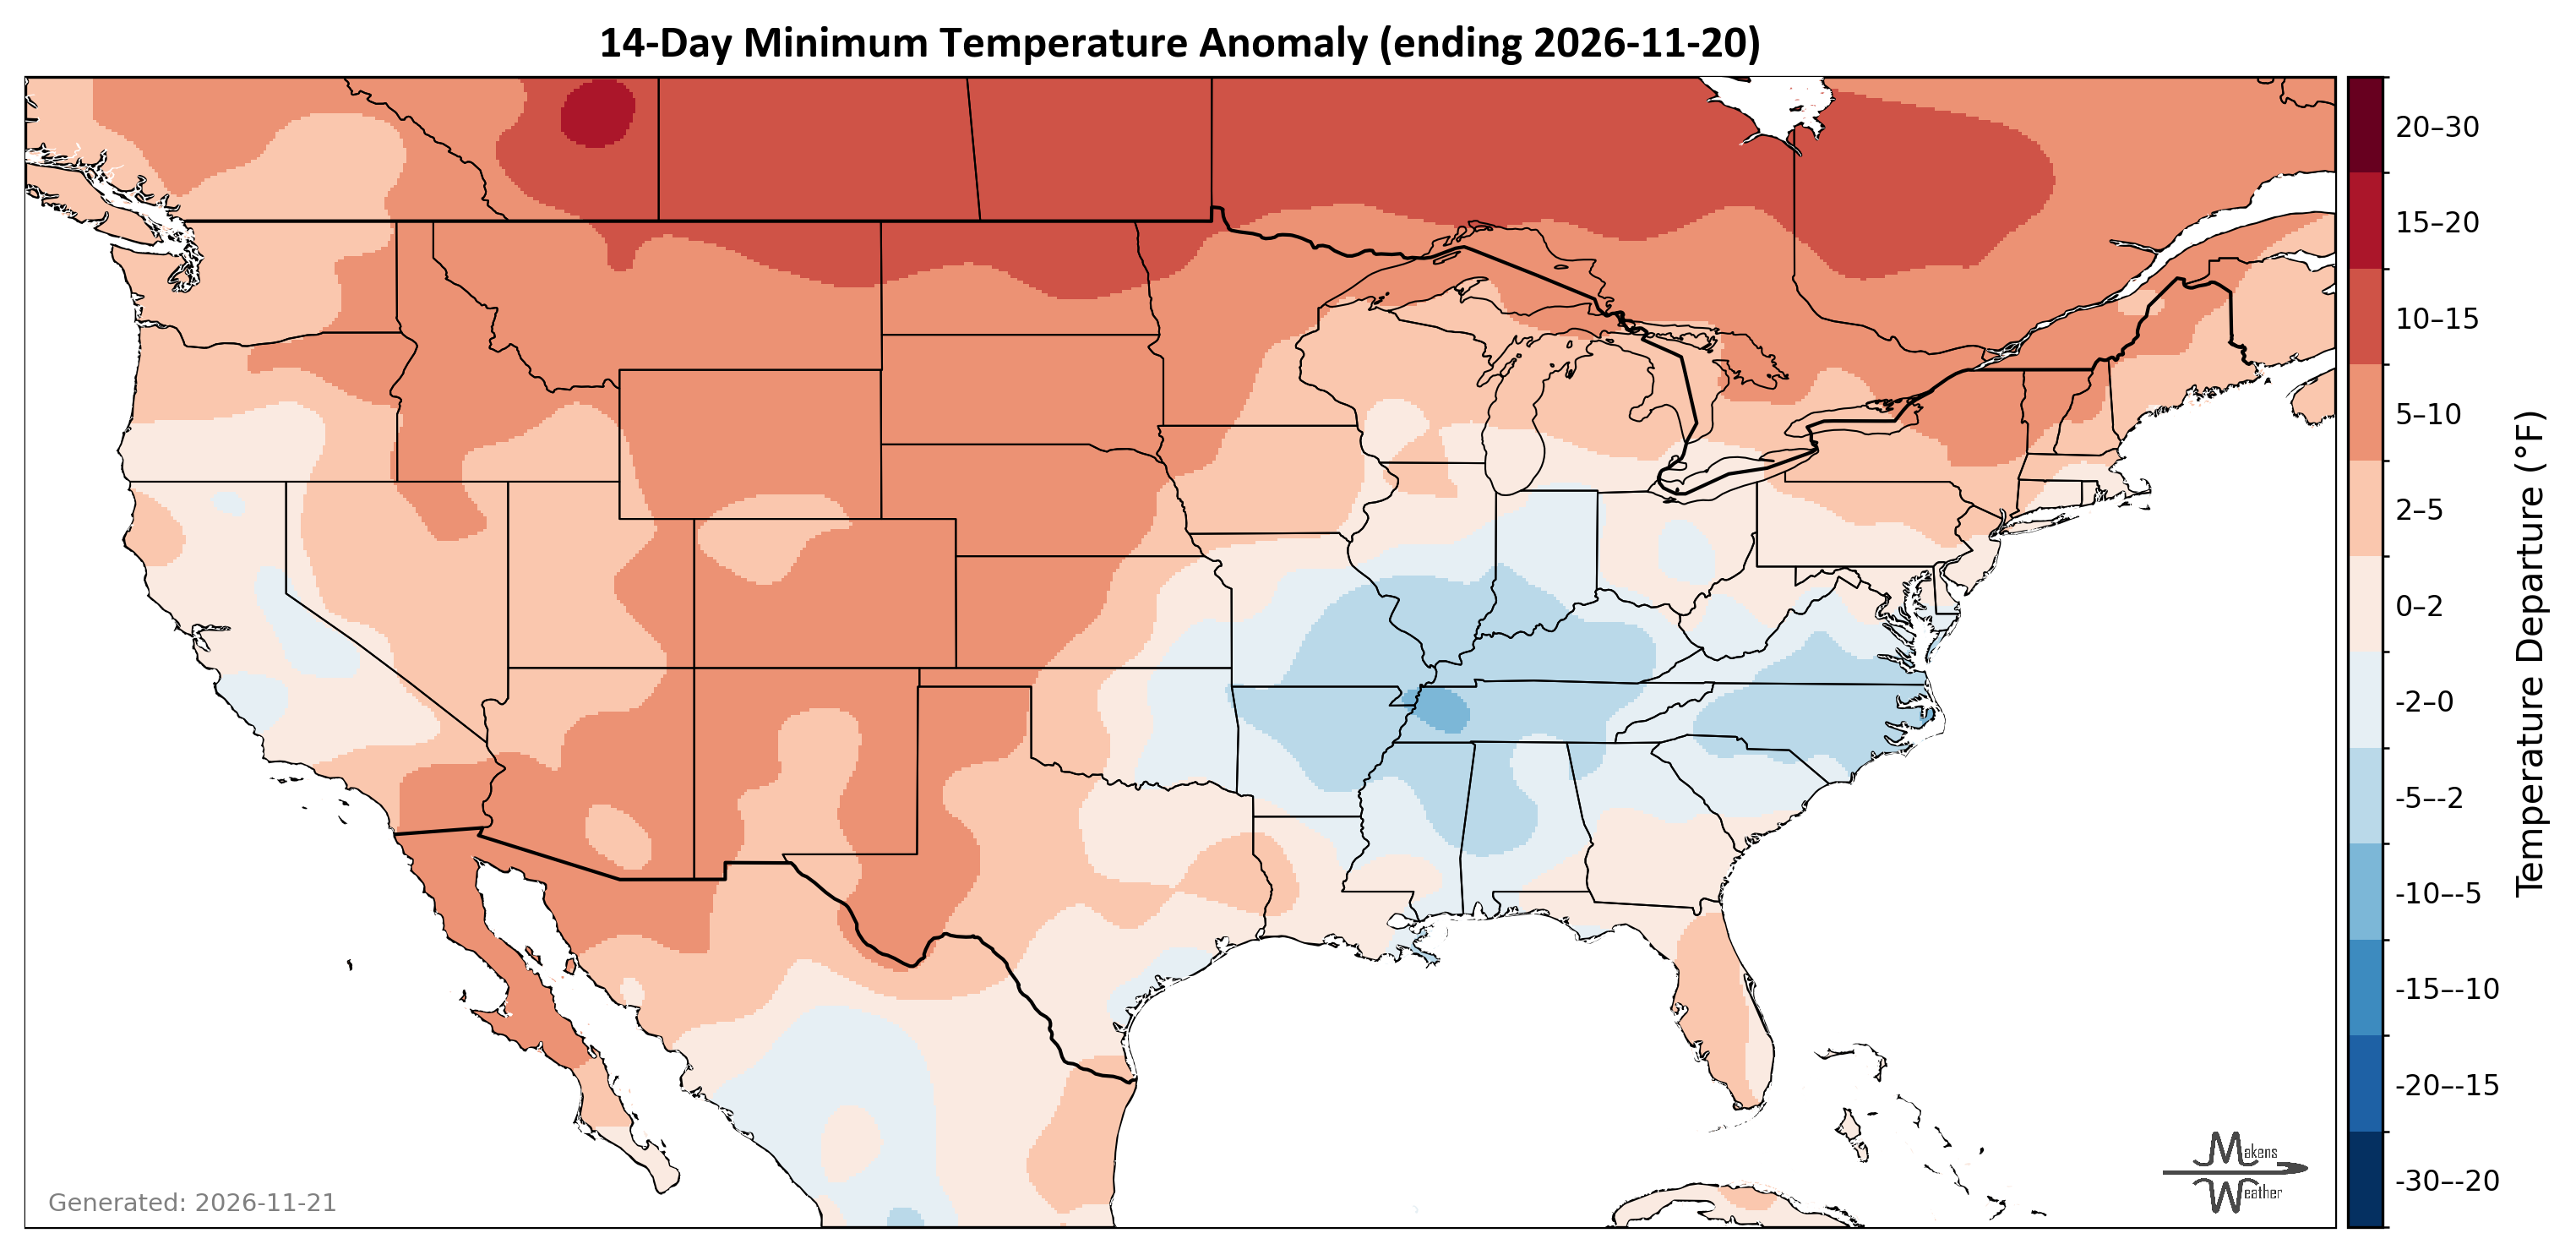 14-Day Minimum Temperature Anomaly (ending 2026-11-20)
20–30
15–20
10–15
5–10
2–5
0–2
-2–0
-5–-2
-10–-5
-15–-10
-20–-15
-30–-20
Temperature Departure (°F)
Makens
Weather
Generated: 2026-11-21